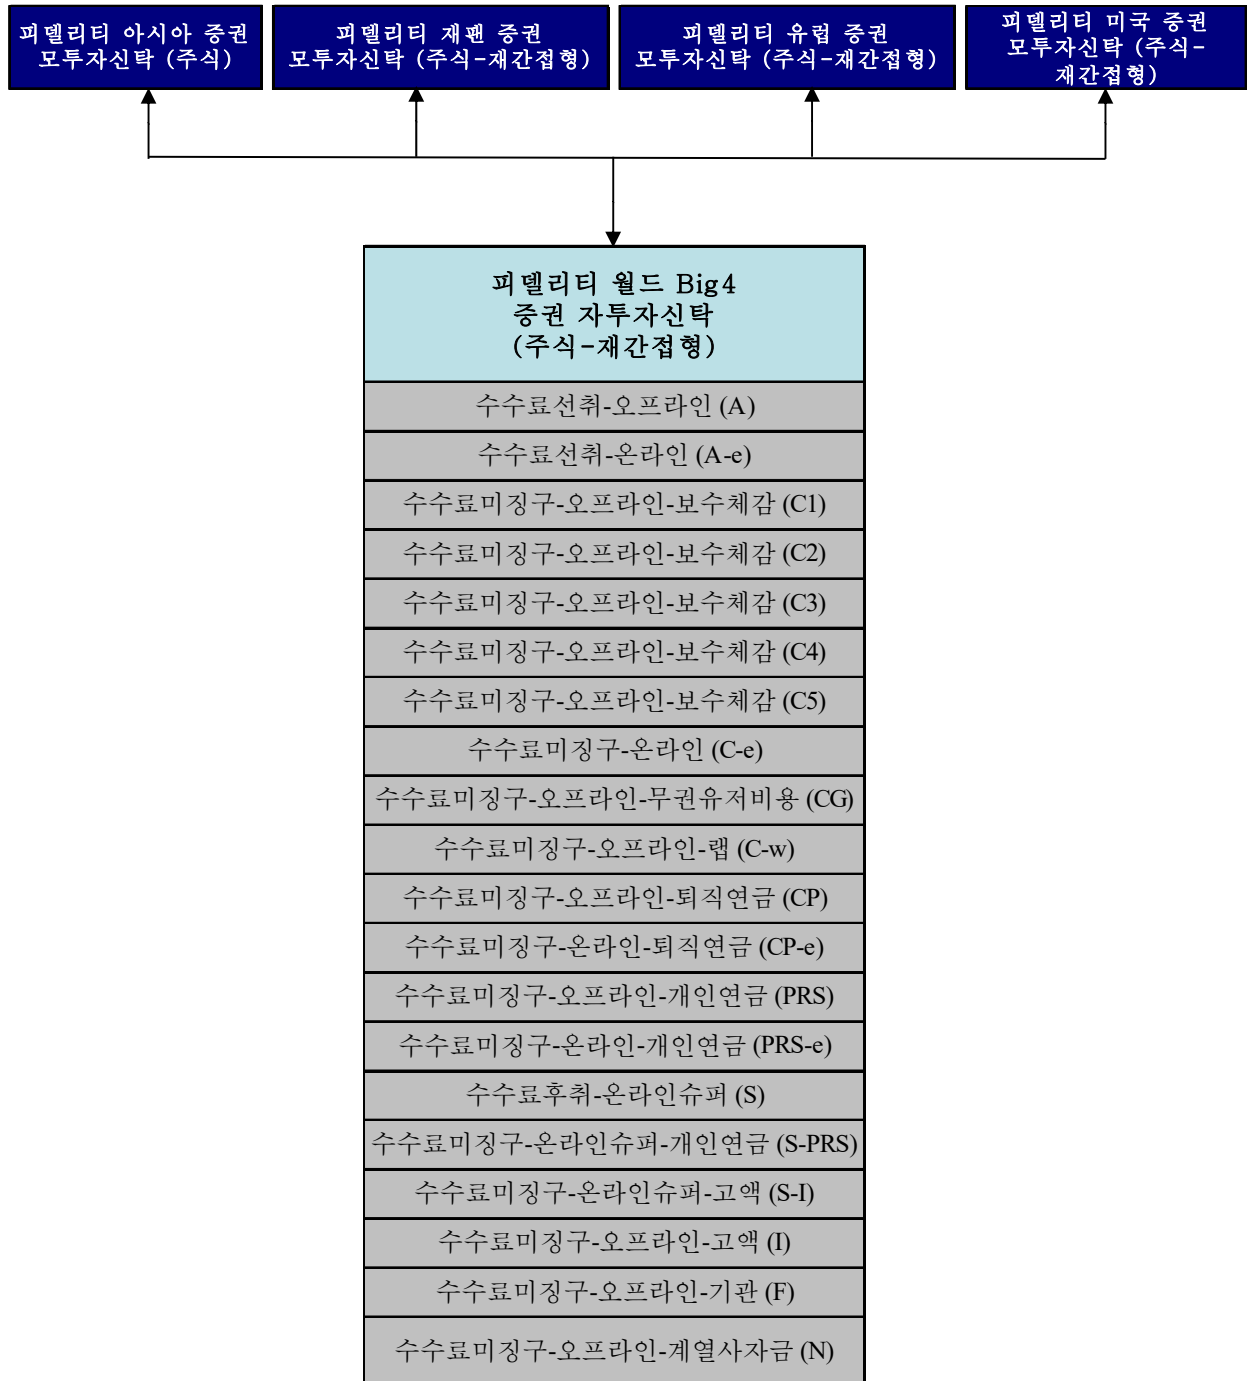 피델리티 아시아 증권
모투자신탁 (주식)
피델리티 재팬 증권
모투자신탁 (주식-재간접형)
피델리티 유럽 증권
모투자신탁 (주식-재간접형)
피델리티 미국 증권
모투자신탁 (주식-
재간접형)
피델리티 월드 Big4
증권 자투자신탁
(주식-재간접형)
수수료선취-오프라인 (A)
수수료선취-온라인 (A-e)
수수료미징구-오프라인-보수체감 (C1)
수수료미징구-오프라인-보수체감 (C2)
수수료미징구-오프라인-보수체감 (C3)
수수료미징구-오프라인-보수체감 (C4)
수수료미징구-오프라인-보수체감 (C5)
수수료미징구-온라인 (C-e)
수수료미징구-오프라인-무권유저비용 (CG)
수수료미징구-오프라인-랩 (C-w)
수수료미징구-오프라인-퇴직연금 (CP)
수수료미징구-온라인-퇴직연금 (CP-e)
수수료미징구-오프라인-개인연금 (PRS)
수수료미징구-온라인-개인연금 (PRS-e)
수수료후취-온라인슈퍼 (S)
수수료미징구-온라인슈퍼-개인연금 (S-PRS)
수수료미징구-온라인슈퍼-고액 (S-I)
수수료미징구-오프라인-고액 (I)
수수료미징구-오프라인-기관 (F)
수수료미징구-오프라인-계열사자금 (N)